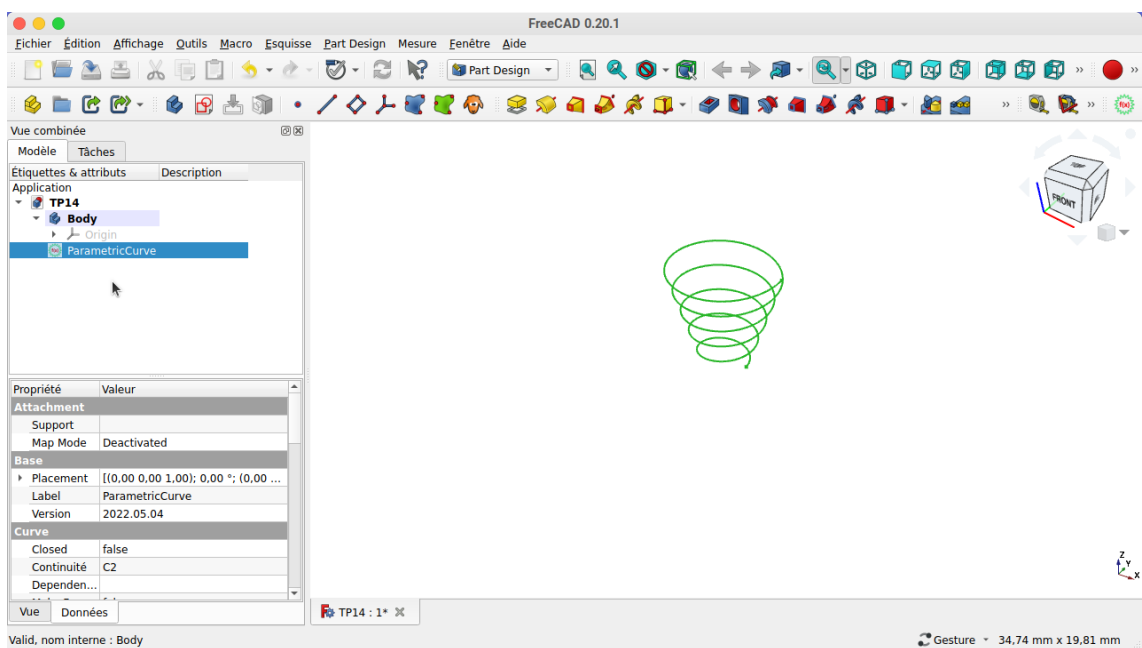 FreeCAD 0.20.1
Fichier Édition Affichage Outils Macro Esquisse Part Design Mesure Fenêtre Aide
Part Design
Vue combinée
Modèle Tâches
Étiquettes & attributs Description
Application
TP14
Body
Origin
ParametricCurve
TOP
FRONT
Propriété Valeur
Attachment
Support
Map Mode Deactivated
Base
Placement [(0,00 0,00 1,00); 0,00 °; (0,00 ...
Label ParametricCurve
Version 2022.05.04
Curve
Closed false
Continuité C2
Dependen...
Z
Y
X
Vue Données
TP14 : 1*
Valid, nom interne : Body
Gesture 34,74 mm x 19,81 mm